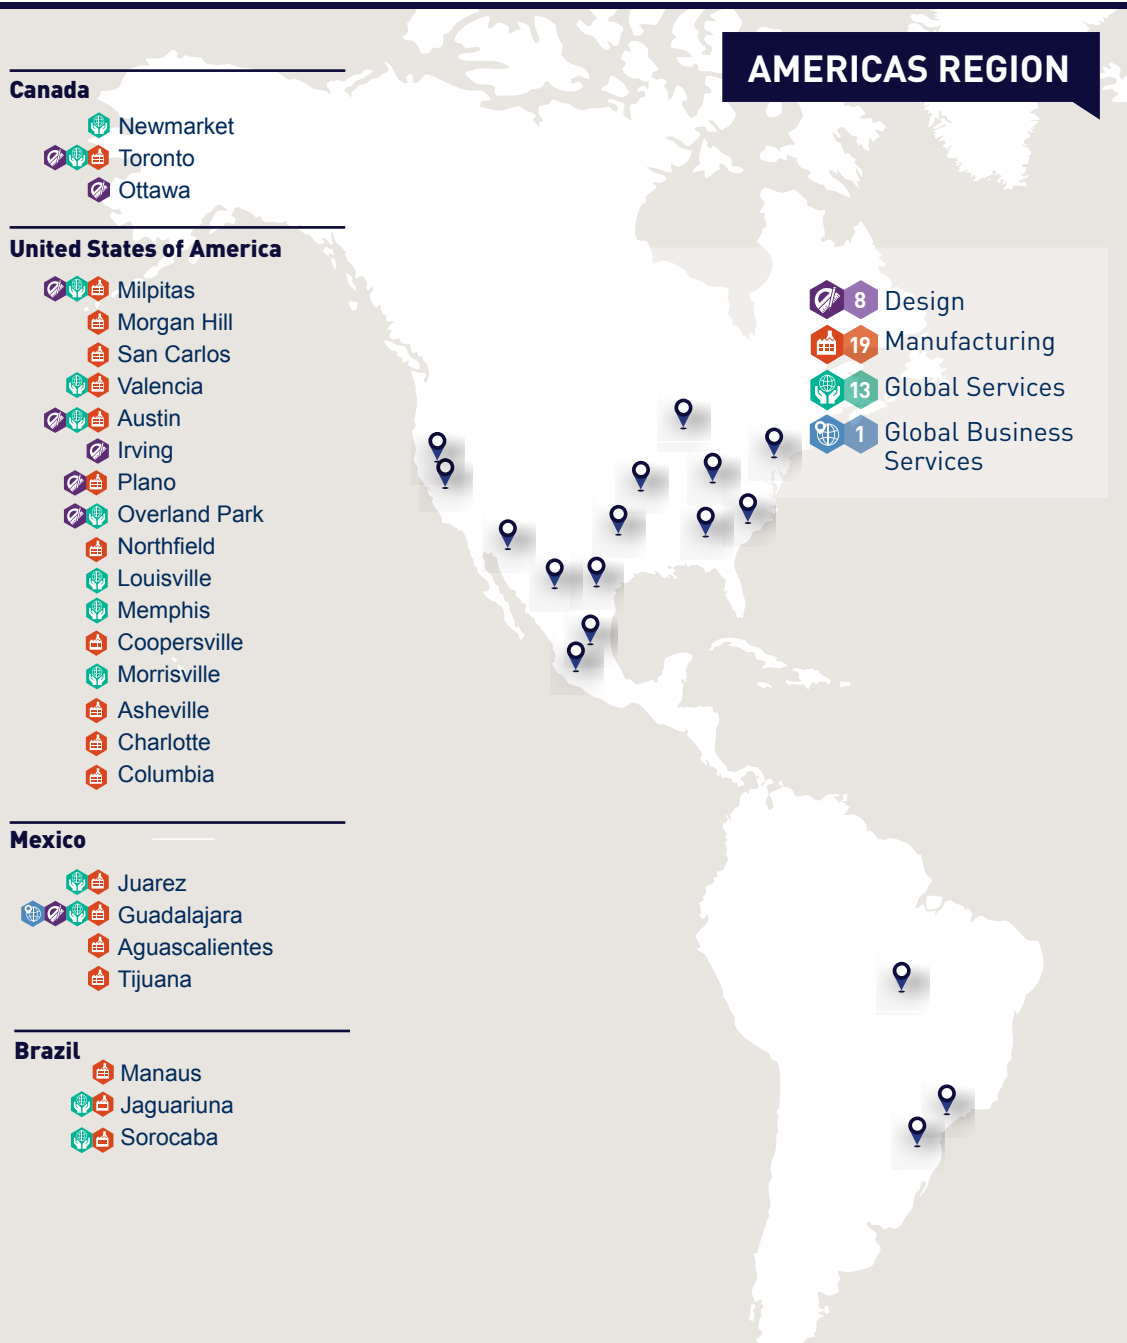 AMERICAS REGION
Canada
Newmarket
Toronto
Ottawa
United States of America
Milpitas
Morgan Hill
San Carlos
Valencia
Austin
Irving
Plano
Overland Park
Northfield
Louisville
Memphis
Coopersville
Morrisville
Asheville
Charlotte
Columbia
Mexico
Juarez
Guadalajara
Aguascalientes
Tijuana
Brazil
Manaus
Jaguariuna
Sorocaba
8 Design
19 Manufacturing
13 Global Services
1 Global Business
Services